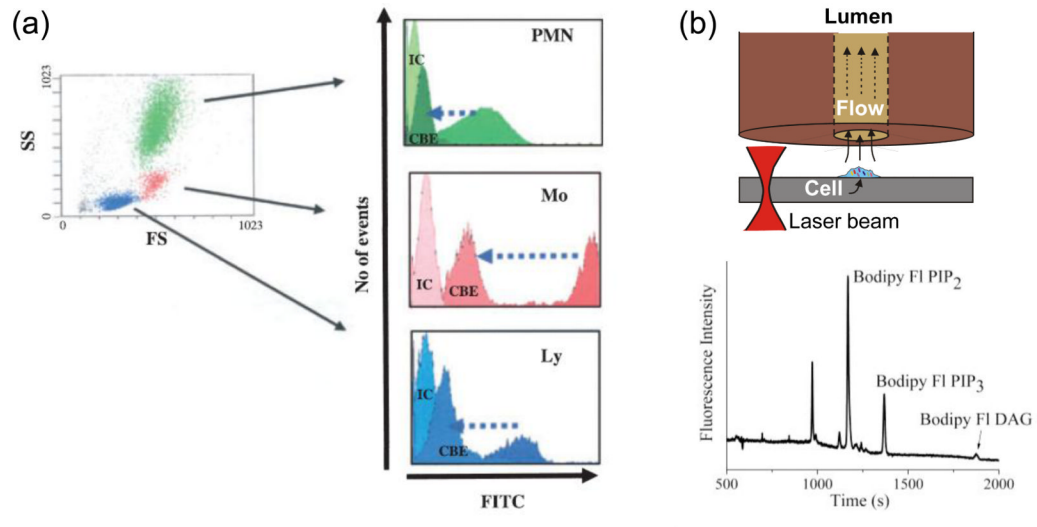 (a)
1023
SS
0
0
FS
1023
No of events
PMN
IC
CBE
Mo
IC
CBE
Ly
IC
CBE
FITC
(b)
Lumen
Flow
Cell
Laser beam
Fluorescence Intensity
Bodipy Fl PIP2
Bodipy Fl PIP3
Bodipy Fl DAG
500
1000
1500
2000
Time (s)